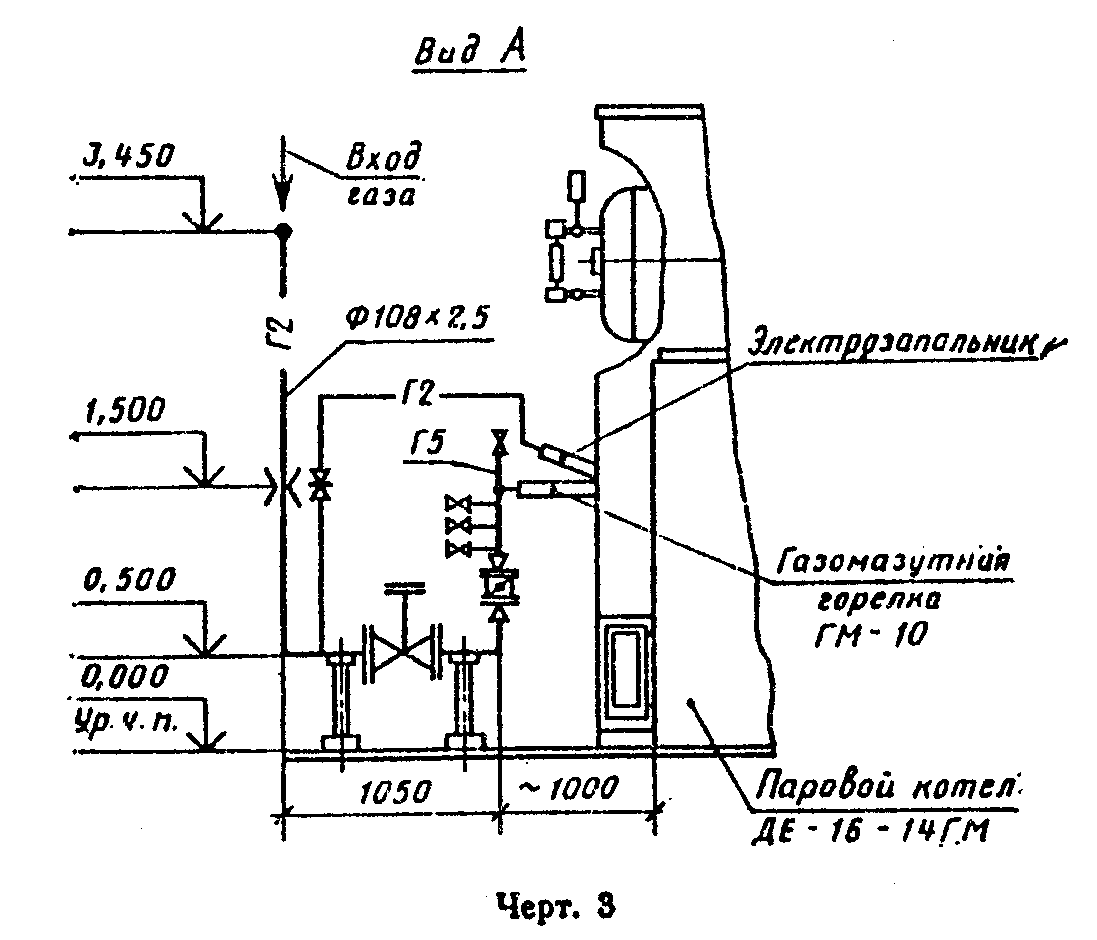 Вид А
3,450
Вход
газа
Г2
Ф108×2,5
Электрозапальник
Г2
1,500
Г5
0,500
Газомазутная
горелка
ГМ-10
0,000
Ур. ч. п.
1050
~1000
Паровой котел
ДЕ-16-14ГМ
Черт. 3